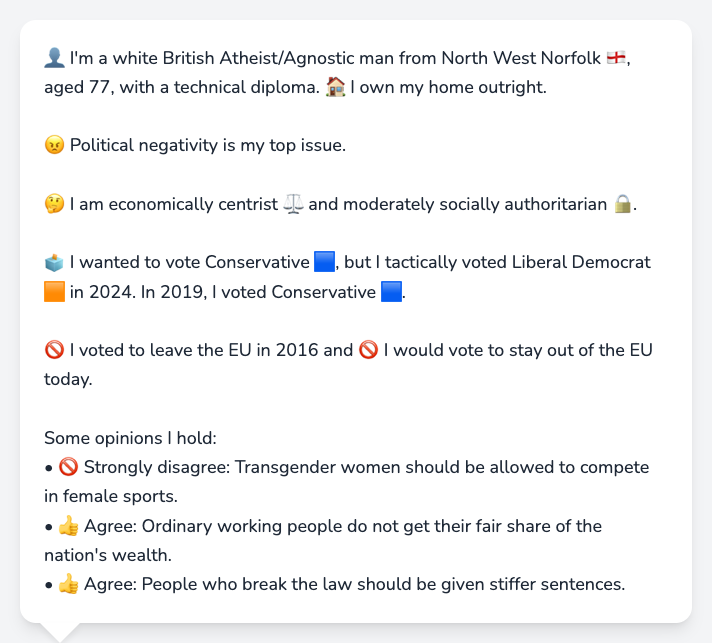 👤 I'm a white British Atheist/Agnostic man from North West Norfolk 🏴󠁧󠁢󠁥󠁮󠁧󠁿,
aged 77, with a technical diploma. 🏠 I own my home outright.
😠 Political negativity is my top issue.
🤔 I am economically centrist ⚖️ and moderately socially authoritarian 🔒.
🗳️ I wanted to vote Conservative 🟦, but I tactically voted Liberal Democrat
🟧 in 2024. In 2019, I voted Conservative 🟦.
🚫 I voted to leave the EU in 2016 and 🚫 I would vote to stay out of the EU
today.
Some opinions I hold:
• 🚫 Strongly disagree: Transgender women should be allowed to compete
in female sports.
• 👍 Agree: Ordinary working people do not get their fair share of the
nation's wealth.
• 👍 Agree: People who break the law should be given stiffer sentences.